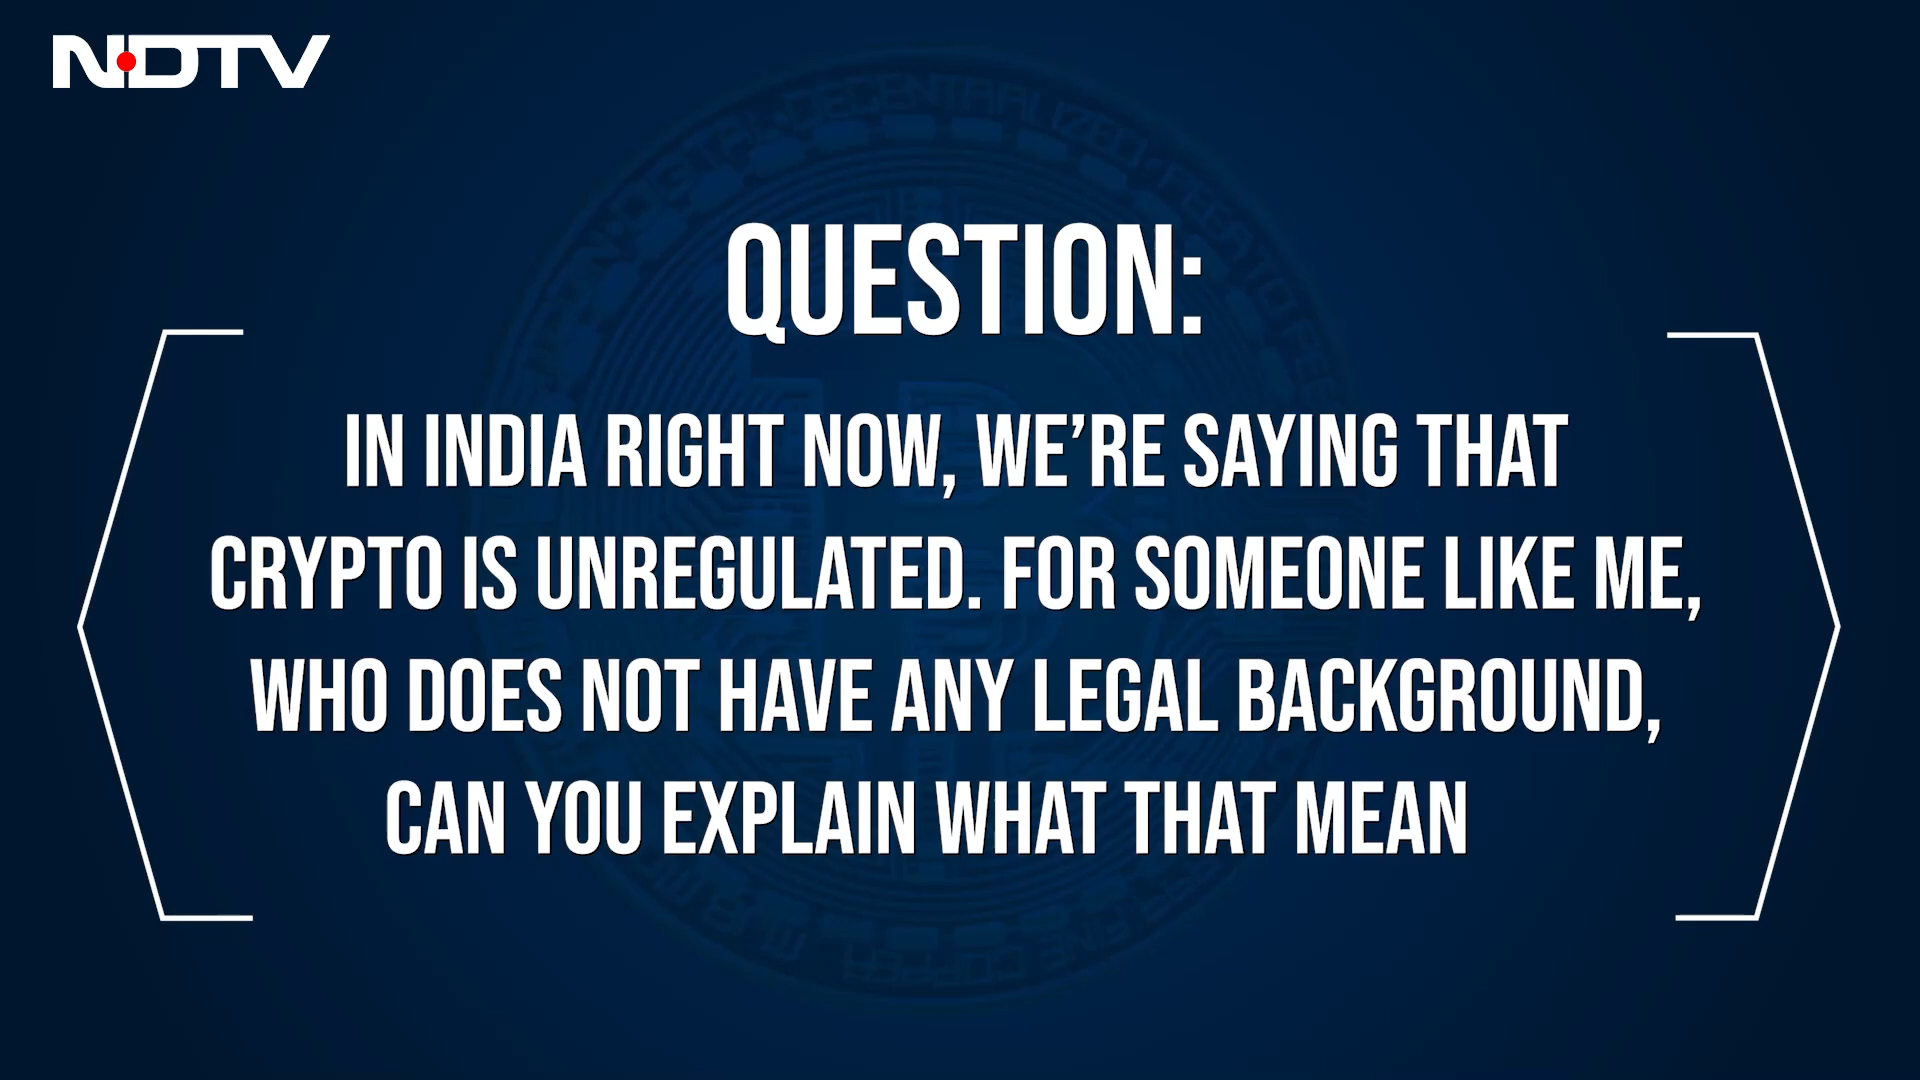 NDTV
QUESTION:
IN INDIA RIGHT NOW, WE'RE SAYING THAT
CRYPTO IS UNREGULATED. FOR SOMEONE LIKE ME,
WHO DOES NOT HAVE ANY LEGAL BACKGROUND,
CAN YOU EXPLAIN WHAT THAT MEAN
DECENTRALIZED